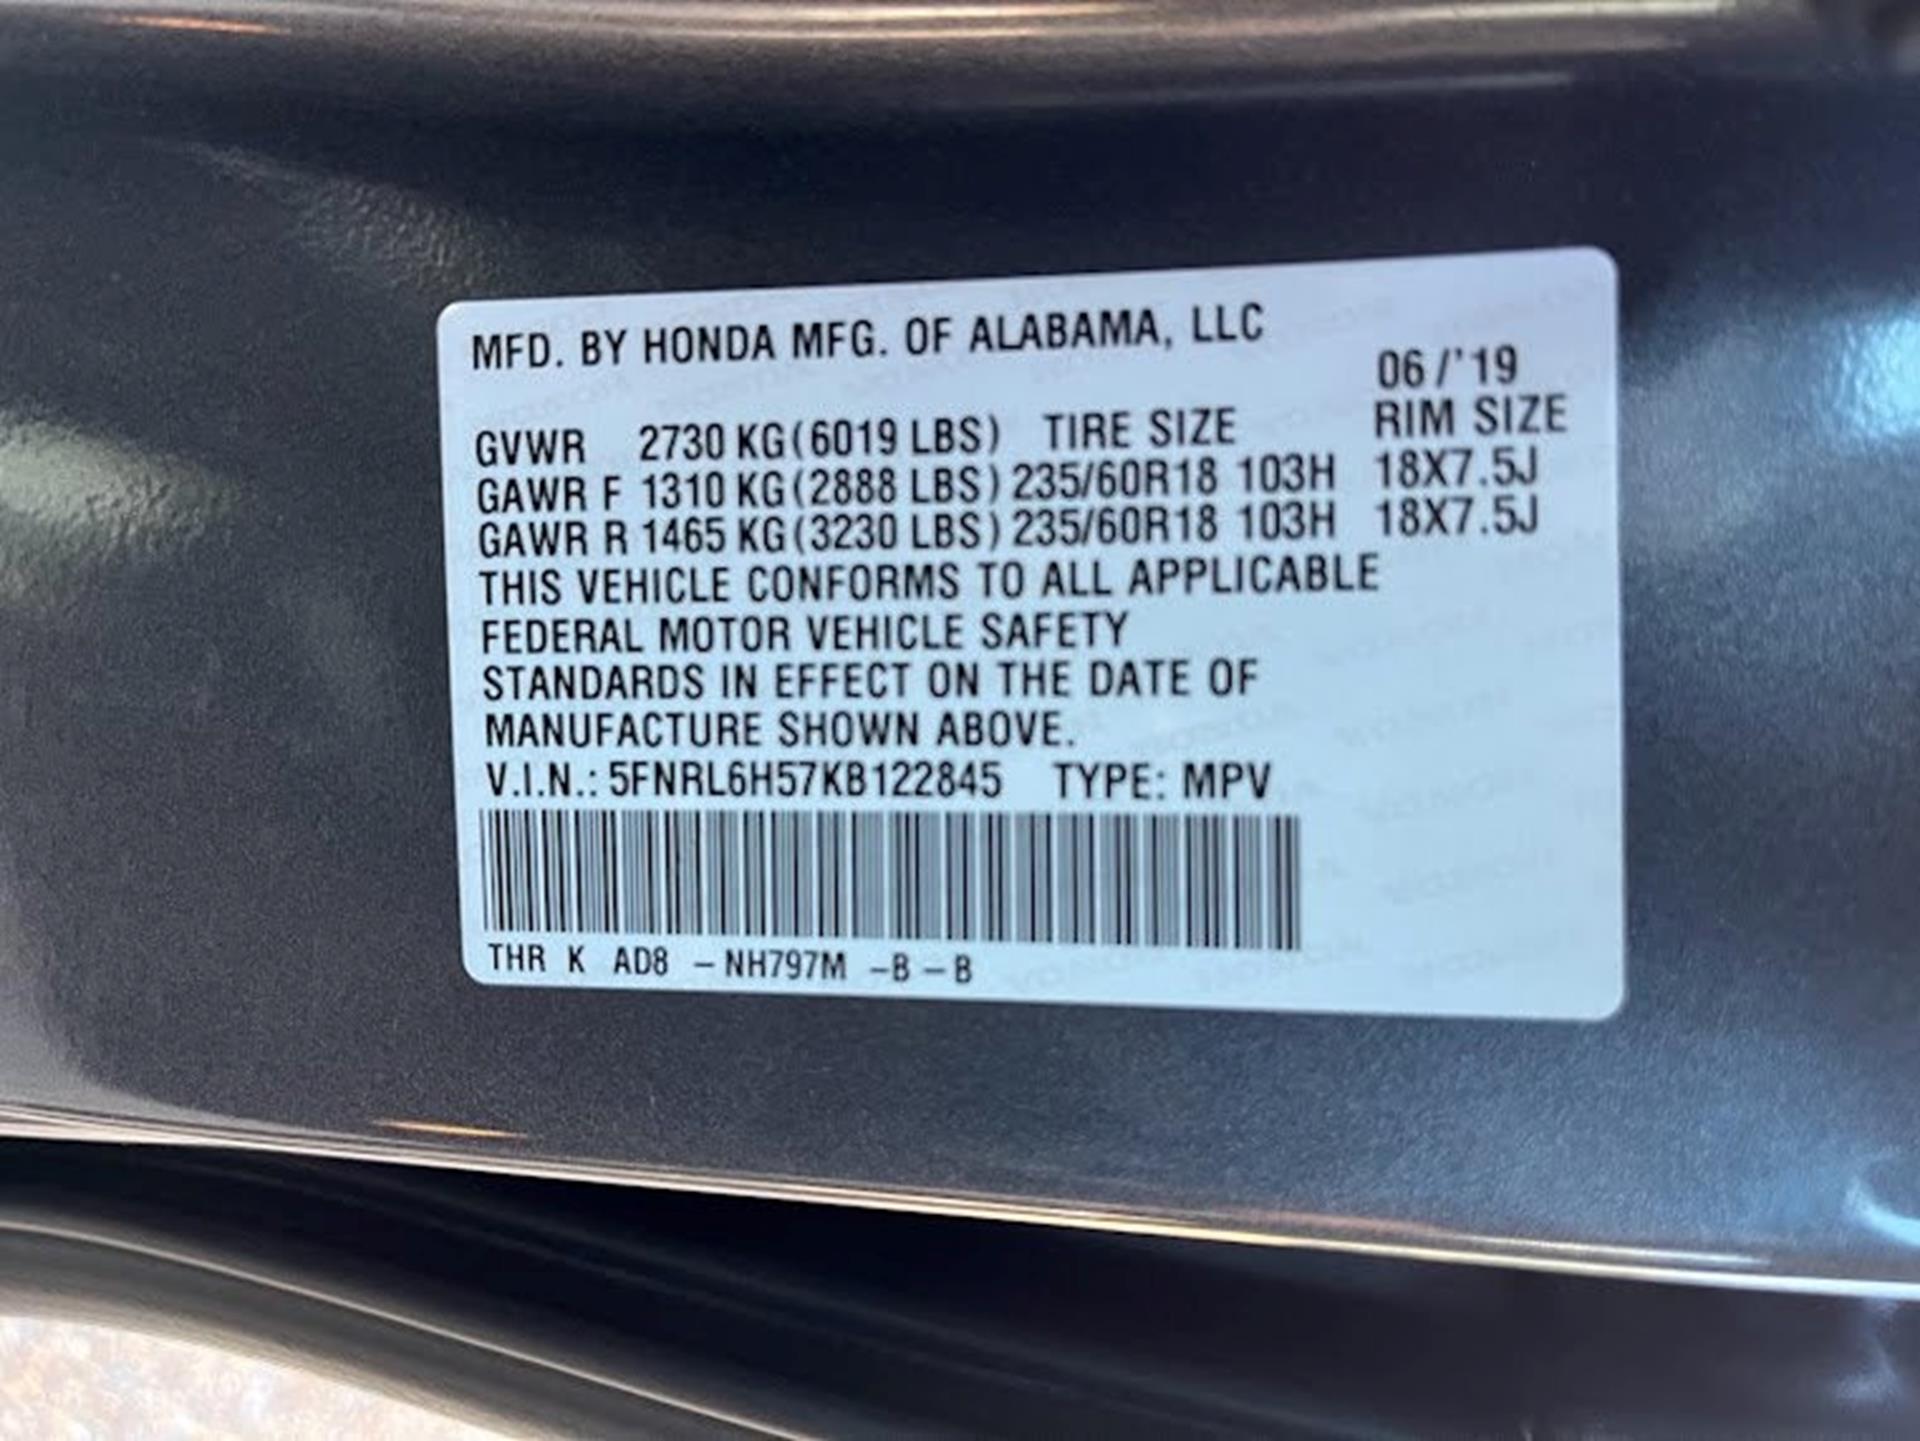 MFD. BY HONDA MFG. OF ALABAMA, LLC
06/'19
GVWR 2730 KG(6019 LBS) TIRE SIZE RIM SIZE
GAWR F 1310 KG(2888 LBS) 235/60R18 103H 18X7.5J
GAWR R 1465 KG(3230 LBS) 235/60R18 103H 18X7.5J
THIS VEHICLE CONFORMS TO ALL APPLICABLE
FEDERAL MOTOR VEHICLE SAFETY
STANDARDS IN EFFECT ON THE DATE OF
MANUFACTURE SHOWN ABOVE.
V.I.N.: 5FNRL6H57KB122845 TYPE: MPV
THR K AD8 -NH797M -B-B